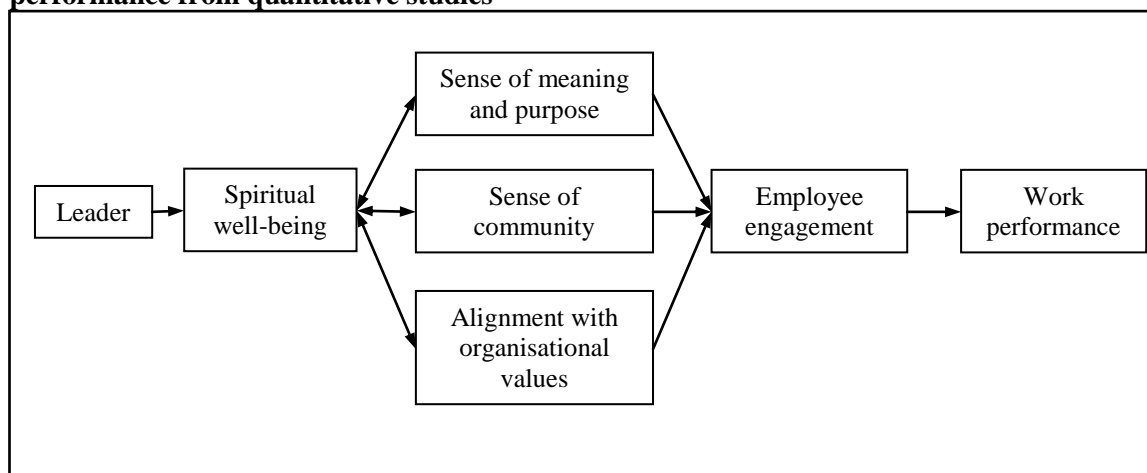 performance from quantitative studies
Sense of meaning
and purpose
Leader
Spiritual
well-being
Sense of
community
Employee
engagement
Work
performance
Alignment with
organisational
values